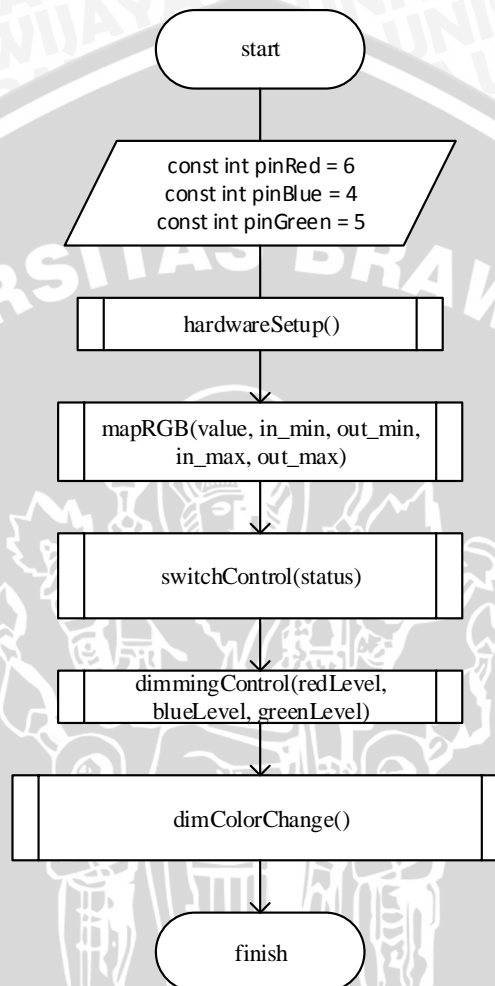 start
const int pinRed = 6
const int pinBlue = 4
const int pinGreen = 5
hardwareSetup()
mapRGB(value, in_min, out_min,
in_max, out_max)
switchControl(status)
dimmingControl(redLevel,
blueLevel, greenLevel)
dimColorChange()
finish